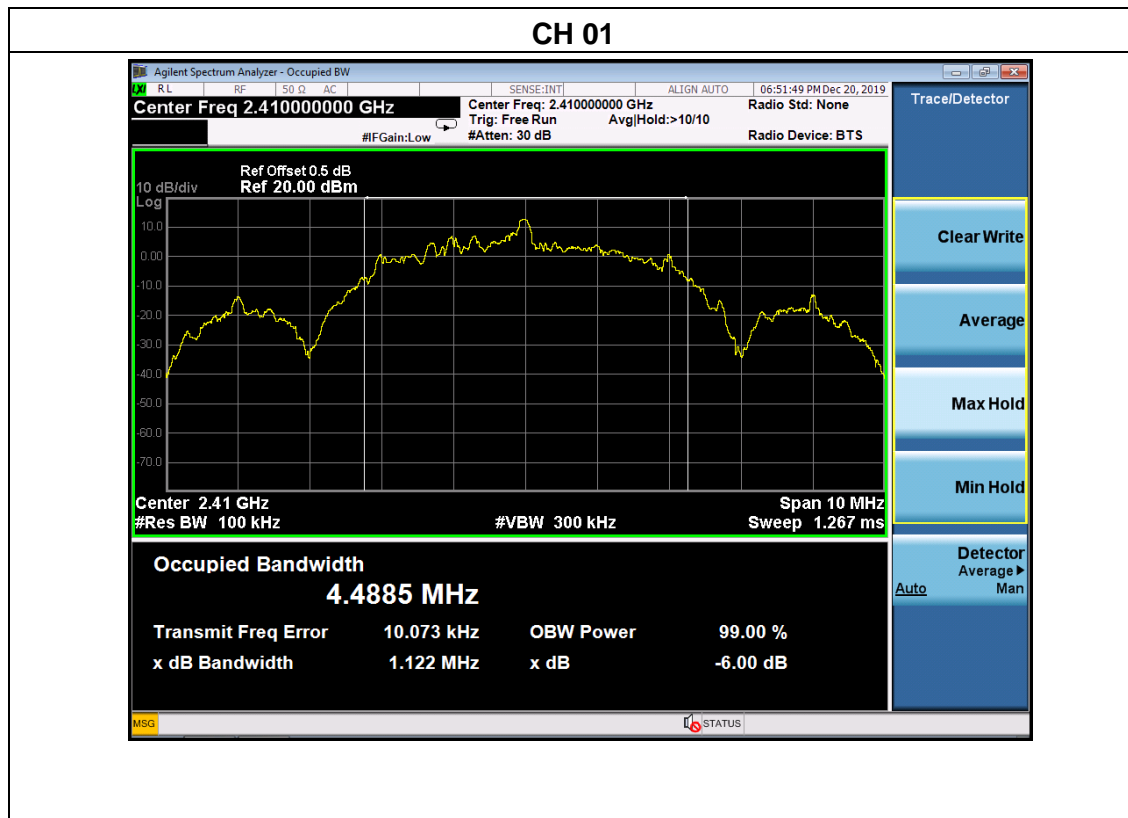 CH 01
Agilent Spectrum Analyzer - Occupied BW
LXI RL RF 50 Ω AC SENSE:INT ALIGN AUTO 06:51:49 PM Dec 20, 2019
Center Freq 2.410000000 GHz
Center Freq: 2.410000000 GHz
Radio Std: None
Trig: Free Run Avg|Hold:>10/10
#IFGain:Low
#Atten: 30 dB
Radio Device: BTS
Ref Offset 0.5 dB
10 dB/div Ref 20.00 dBm
Log
10.0
0.00
-10.0
-20.0
-30.0
-40.0
-50.0
-60.0
-70.0
Center 2.41 GHz Span 10 MHz
#Res BW 100 kHz #VBW 300 kHz Sweep 1.267 ms
Occupied Bandwidth
4.4885 MHz
Transmit Freq Error 10.073 kHz OBW Power 99.00 %
x dB Bandwidth 1.122 MHz x dB -6.00 dB
MSG STATUS
Trace/Detector
Clear Write
Average
Max Hold
Min Hold
Detector
Average▶
Auto Man